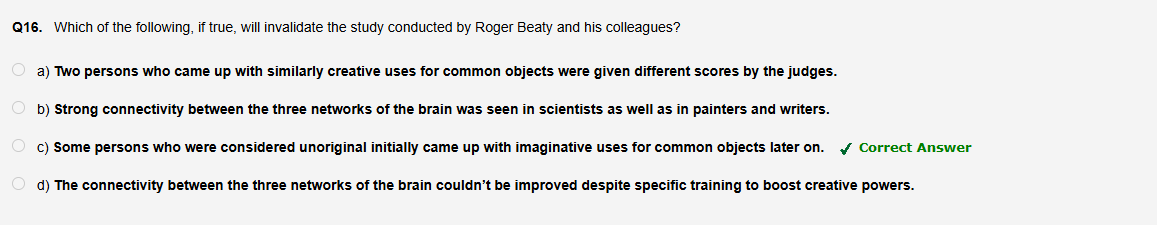 Q16. Which of the following, if true, will invalidate the study conducted by Roger Beaty and his colleagues?
a) Two persons who came up with similarly creative uses for common objects were given different scores by the judges.
b) Strong connectivity between the three networks of the brain was seen in scientists as well as in painters and writers.
c) Some persons who were considered unoriginal initially came up with imaginative uses for common objects later on. ✓ Correct Answer
d) The connectivity between the three networks of the brain couldn't be improved despite specific training to boost creative powers.